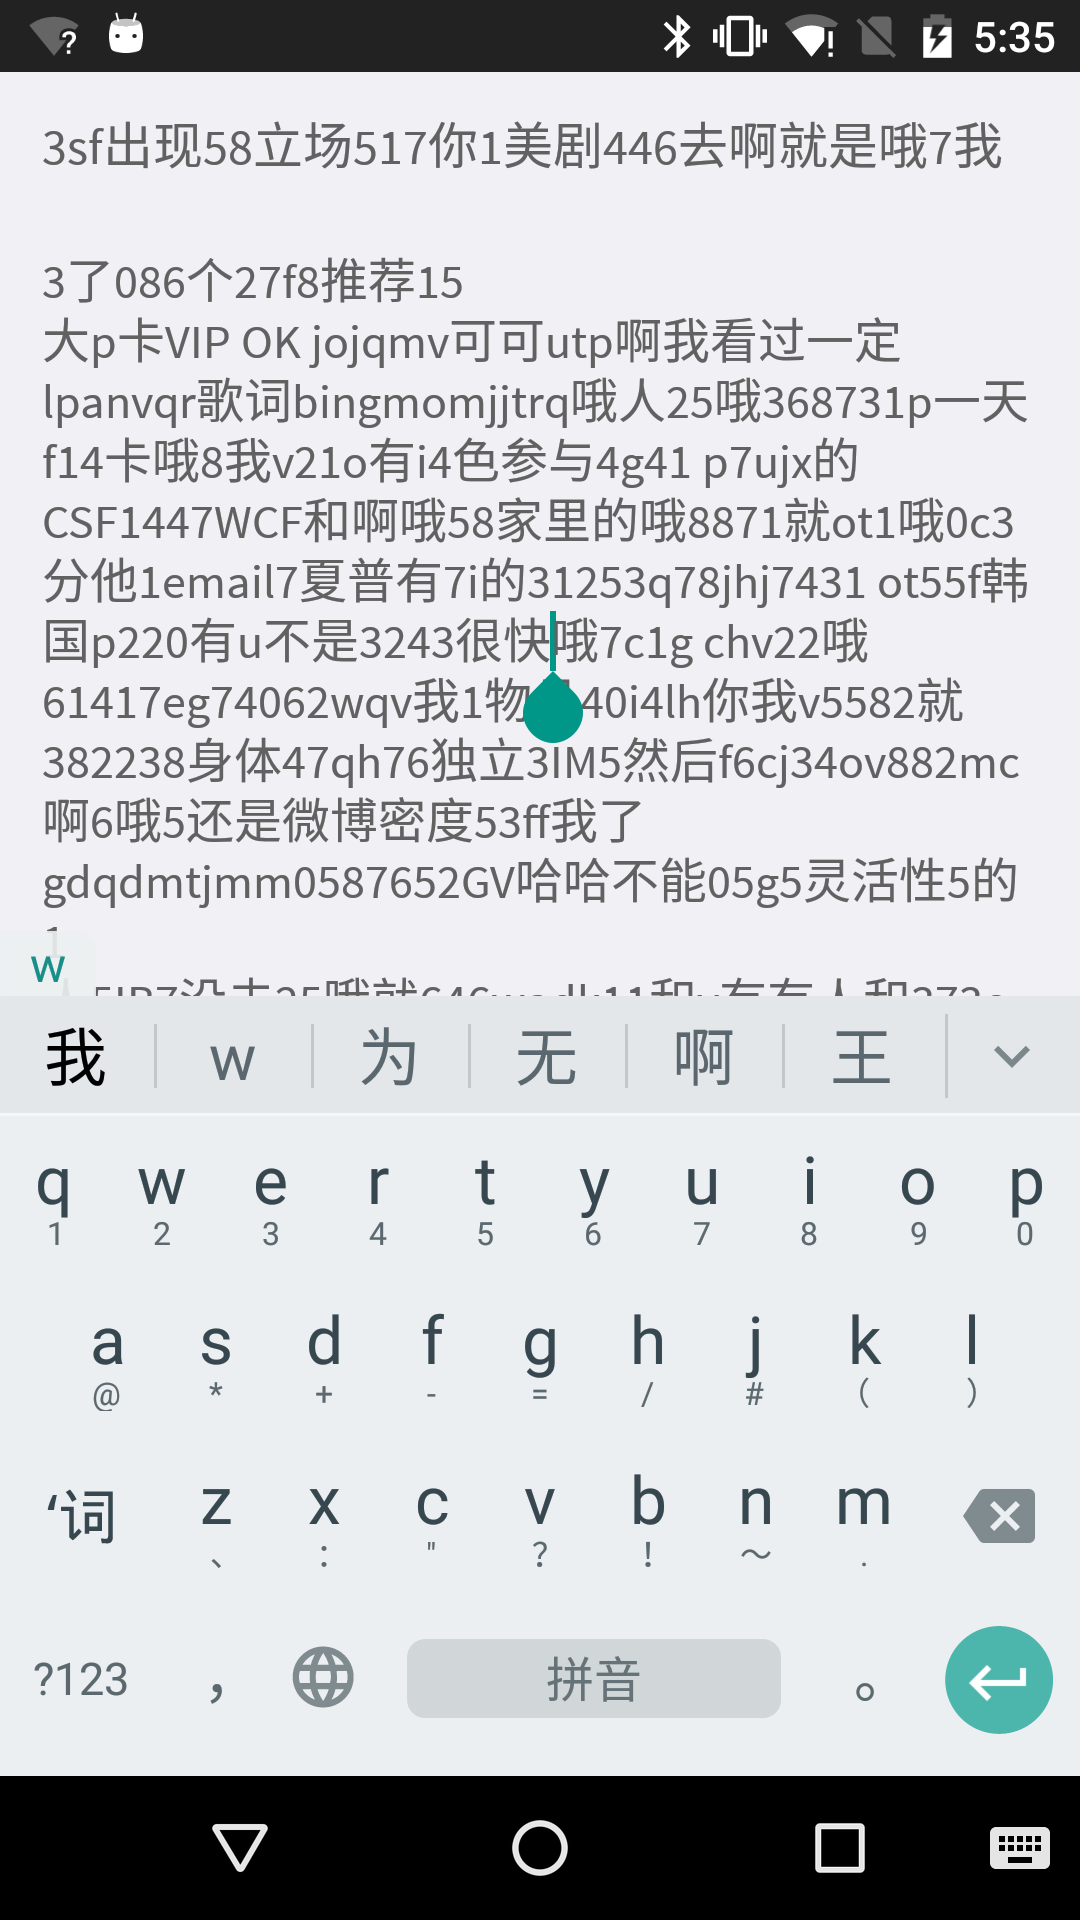 5:35
3sf出现58立场517你1美剧446去啊就是哦7我
3了086个27f8推荐15
大p卡VIP OK jojqmv可可utp啊我看过一定
lpanvqr歌词bingmomjjtrq哦人25哦368731p一天
f14卡哦8我v21o有i4色参与4g41 p7ujx的
CSF1447WCF和啊哦58家里的哦8871就ot1哦0c3
分他1email7夏普有7i的31253q78jhj7431 ot55f韩
国p220有u不是3243很快哦7c1g chv22哦
61417eg74062wqv我1物 40i4lh你我v5582就
382238身体47qh76独立3IM5然后f6cj34ov882mc
啊6哦5还是微博密度53ff我了
gdqdmtjmm0587652GV哈哈不能05g5灵活性5的
w
我 w 为 无 啊 王
q w e r t y u i o p
1 2 3 4 5 6 7 8 9 0
a s d f g h j k l
@ * + - = / # （ ）
‘词 z x c v b n m
、 ： " ？ ！ ～ .
?123 ， 拼音 。